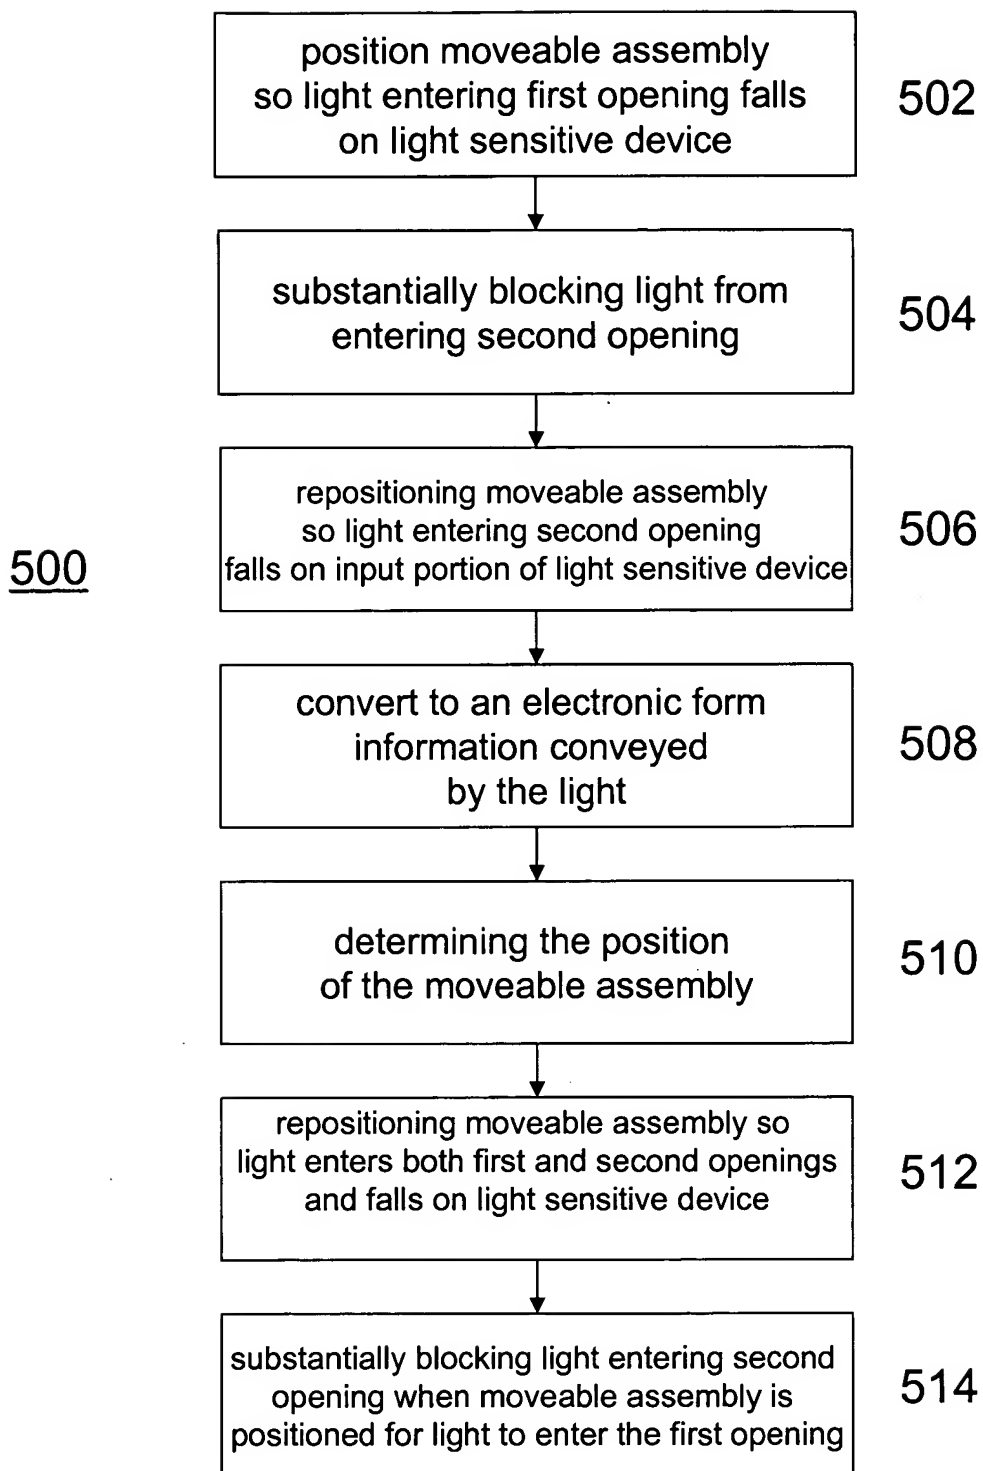 position moveable assembly
so light entering first opening falls
on light sensitive device
502
substantially blocking light from
entering second opening
504
repositioning moveable assembly
so light entering second opening
falls on input portion of light sensitive device
506
500
convert to an electronic form
information conveyed
by the light
508
determining the position
of the moveable assembly
510
repositioning moveable assembly so
light enters both first and second openings
and falls on light sensitive device
512
substantially blocking light entering second
opening when moveable assembly is
positioned for light to enter the first opening
514